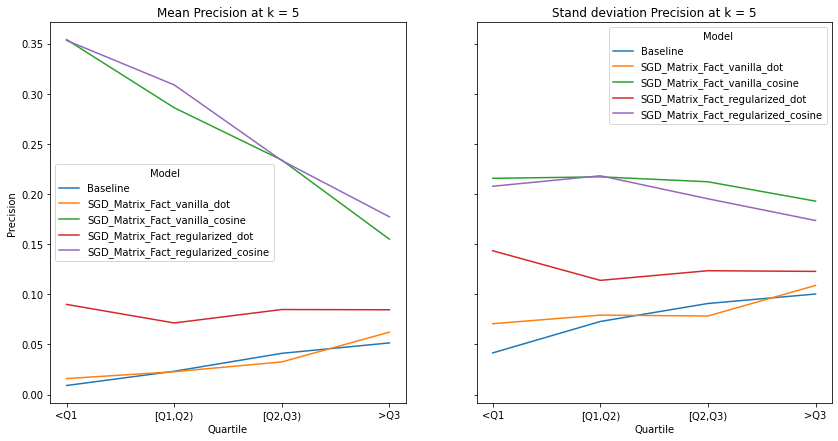 Mean Precision at k = 5
Precision
0.35
0.30
0.25
0.20
0.15
0.10
0.05
0.00
Model
Baseline
SGD_Matrix_Fact_vanilla_dot
SGD_Matrix_Fact_vanilla_cosine
SGD_Matrix_Fact_regularized_dot
SGD_Matrix_Fact_regularized_cosine
<Q1
[Q1,Q2)
[Q2,Q3)
>Q3
Quartile
Stand deviation Precision at k = 5
Model
Baseline
SGD_Matrix_Fact_vanilla_dot
SGD_Matrix_Fact_vanilla_cosine
SGD_Matrix_Fact_regularized_dot
SGD_Matrix_Fact_regularized_cosine
<Q1
[Q1,Q2)
[Q2,Q3)
>Q3
Quartile